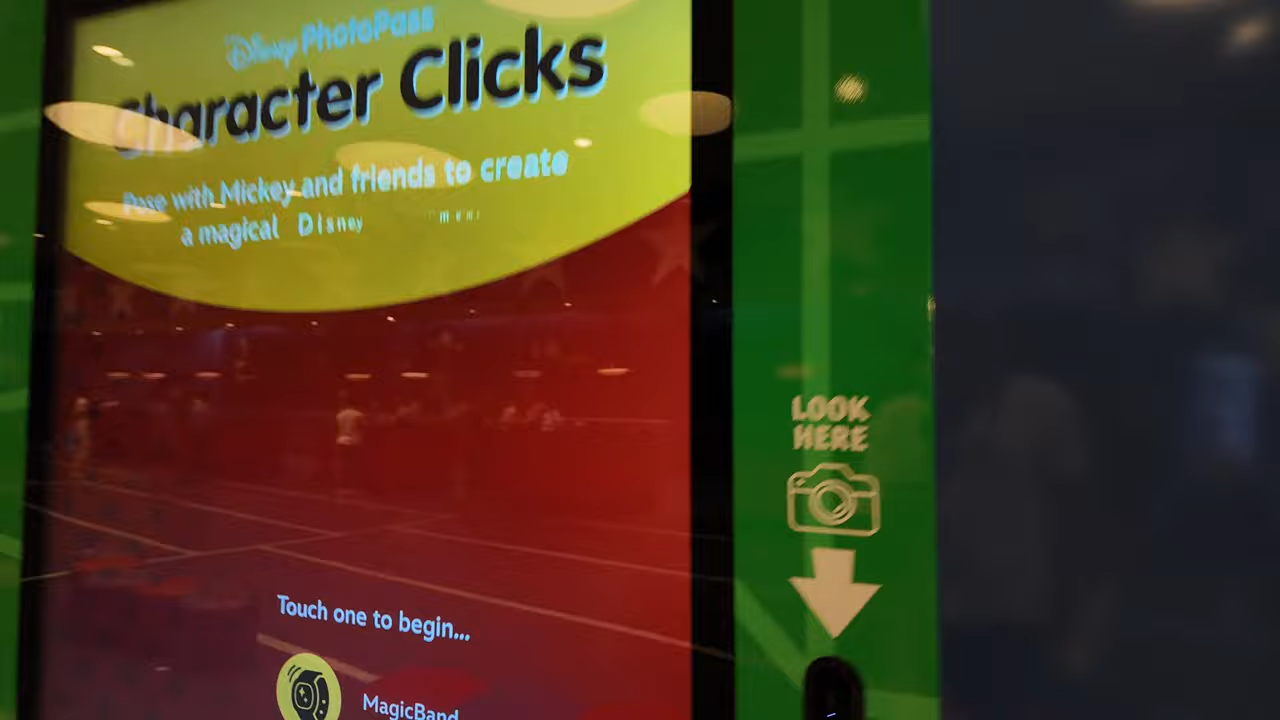 Disney PhotoPass
Character Clicks
Pose with Mickey and friends to create
a magical Disney
LOOK
HERE
Touch one to begin...
MagicBand